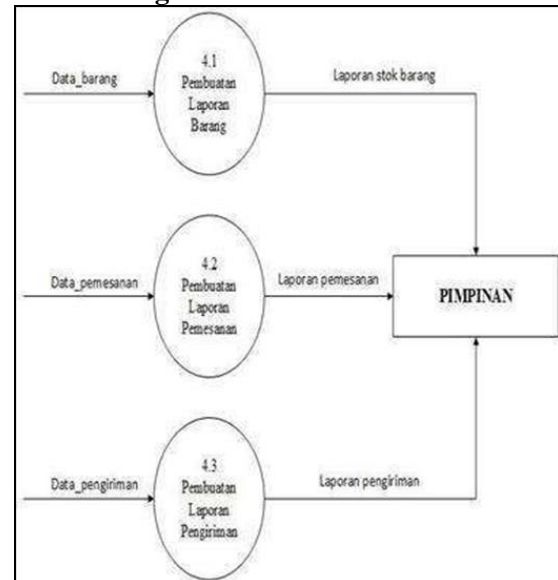 Data_barang
4.1
Pembuatan
Laporan
Barang
Laporan stok barang
Data_pemesanan
4.2
Pembuatan
Laporan
Pemesanan
Laporan pemesanan
PIMPINAN
Data_pengiriman
4.3
Pembuatan
Laporan
Pengiriman
Laporan pengiriman